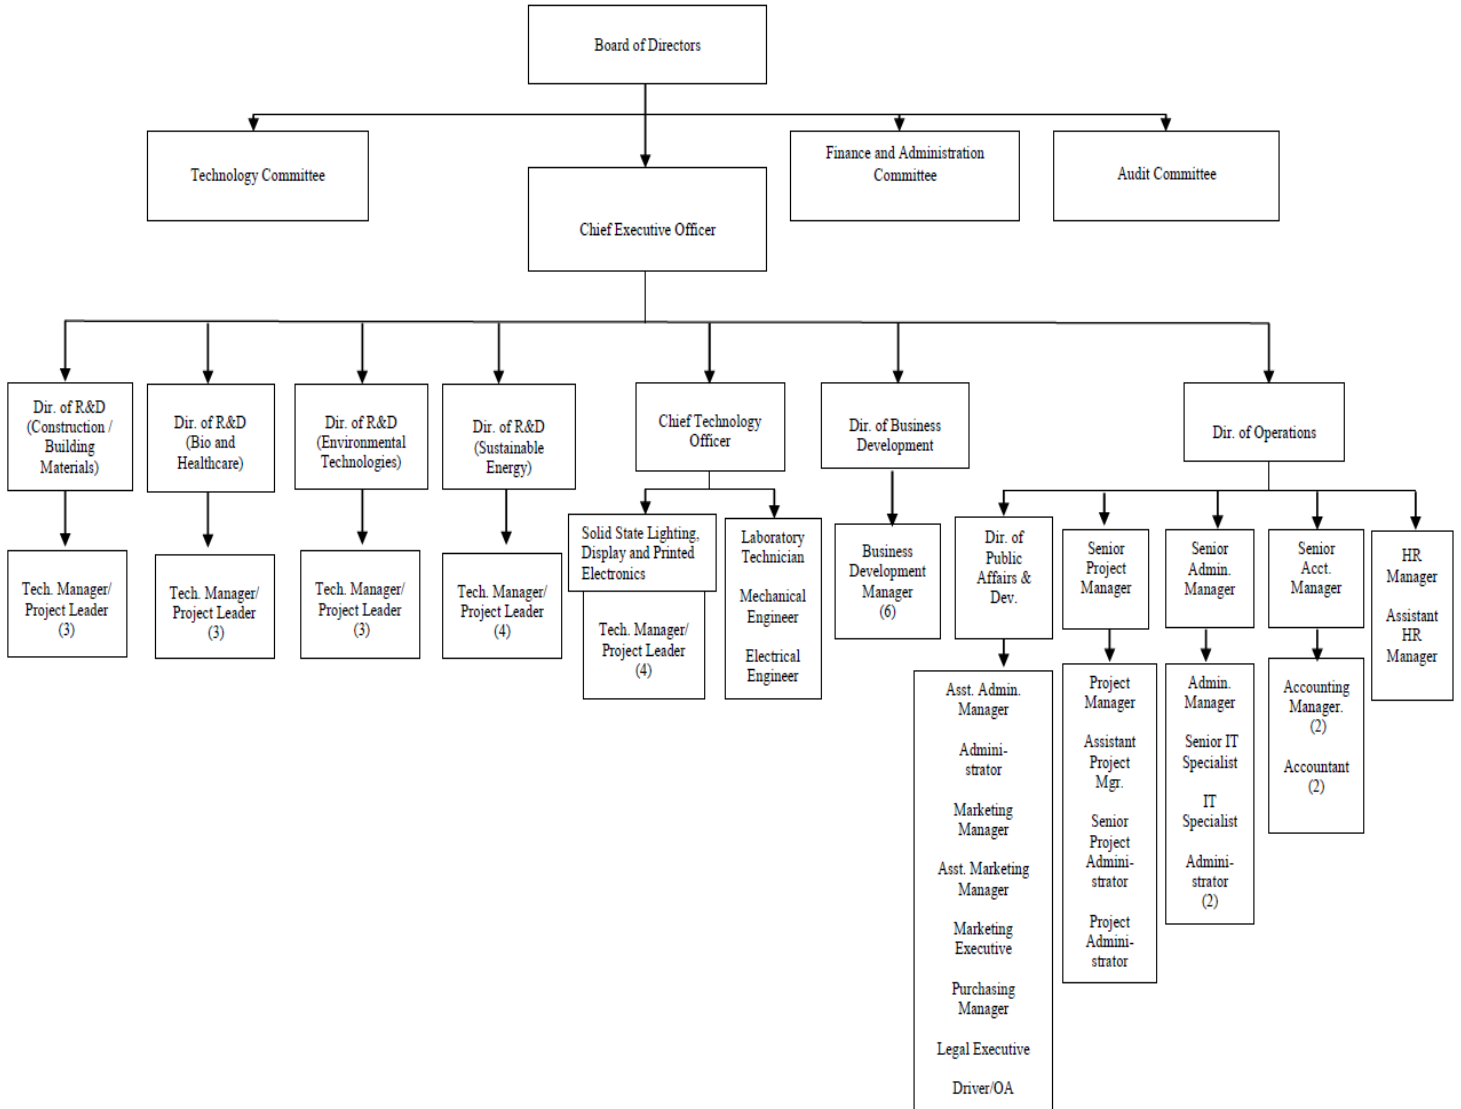 Board of Directors
Technology Committee
Finance and Administration
Committee
Audit Committee
Chief Executive Officer
Dir. of R&D
(Construction /
Building
Materials)
Dir. of R&D
(Bio and
Healthcare)
Dir. of R&D
(Environmental
Technologies)
Dir. of R&D
(Sustainable
Energy)
Chief Technology
Officer
Dir. of Business
Development
Dir. of Operations
Tech. Manager/
Project Leader
(3)
Tech. Manager/
Project Leader
(3)
Tech. Manager/
Project Leader
(3)
Tech. Manager/
Project Leader
(4)
Solid State Lighting,
Display and Printed
Electronics
Tech. Manager/
Project Leader
(4)
Laboratory
Technician
Mechanical
Engineer
Electrical
Engineer
Business
Development
Manager
(6)
Dir. of
Public
Affairs &
Dev.
Senior
Project
Manager
Senior
Admin.
Manager
Senior
Acct.
Manager
HR
Manager
Assistant
HR
Manager
Asst. Admin.
Manager
Admini-
strator
Marketing
Manager
Asst. Marketing
Manager
Marketing
Executive
Purchasing
Manager
Legal Executive
Driver/OA
Project
Manager
Assistant
Project
Mgr.
Senior
Project
Admini-
strator
Project
Admini-
strator
Admin.
Manager
Senior IT
Specialist
IT
Specialist
Admini-
strator
(2)
Accounting
Manager.
(2)
Accountant
(2)